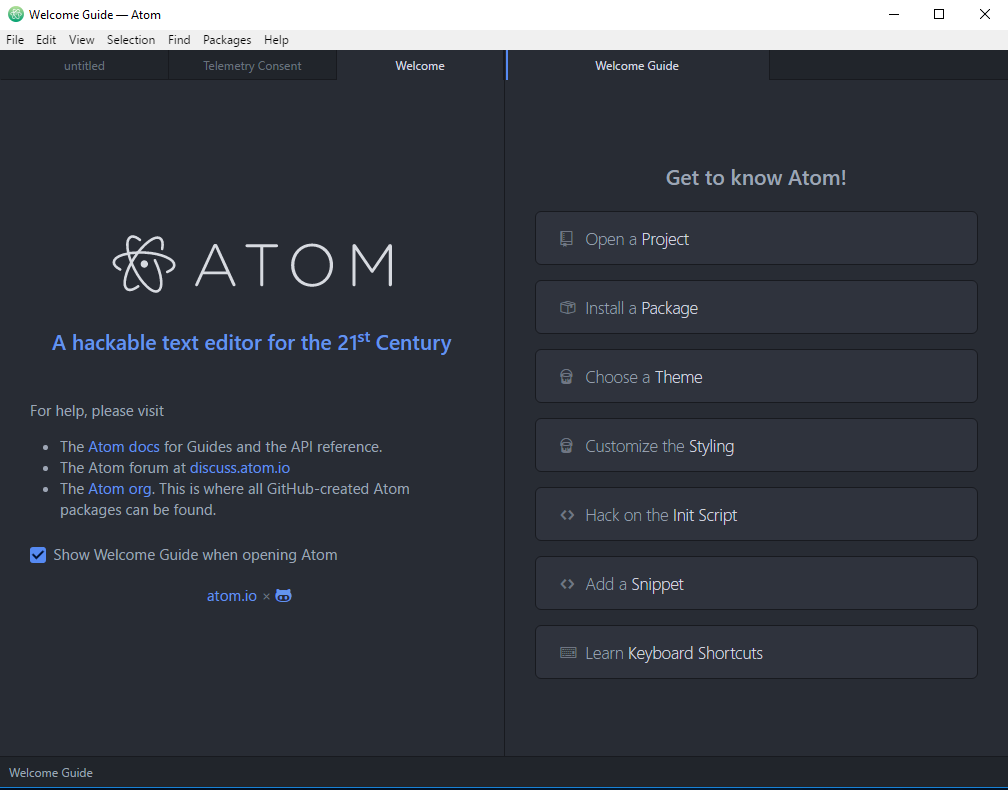 Welcome Guide — Atom
File Edit View Selection Find Packages Help
untitled
Telemetry Consent
Welcome
Welcome Guide
ATOM
A hackable text editor for the 21st Century
For help, please visit
• The Atom docs for Guides and the API reference.
• The Atom forum at discuss.atom.io
• The Atom org. This is where all GitHub-created Atom
packages can be found.
Show Welcome Guide when opening Atom
atom.io ×
Get to know Atom!
Open a Project
Install a Package
Choose a Theme
Customize the Styling
Hack on the Init Script
Add a Snippet
Learn Keyboard Shortcuts
Welcome Guide